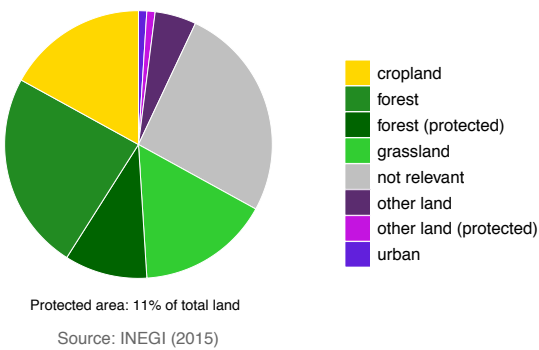 cropland
forest
forest (protected)
grassland
not relevant
other land
other land (protected)
urban
Protected area: 11% of total land
Source: INEGI (2015)